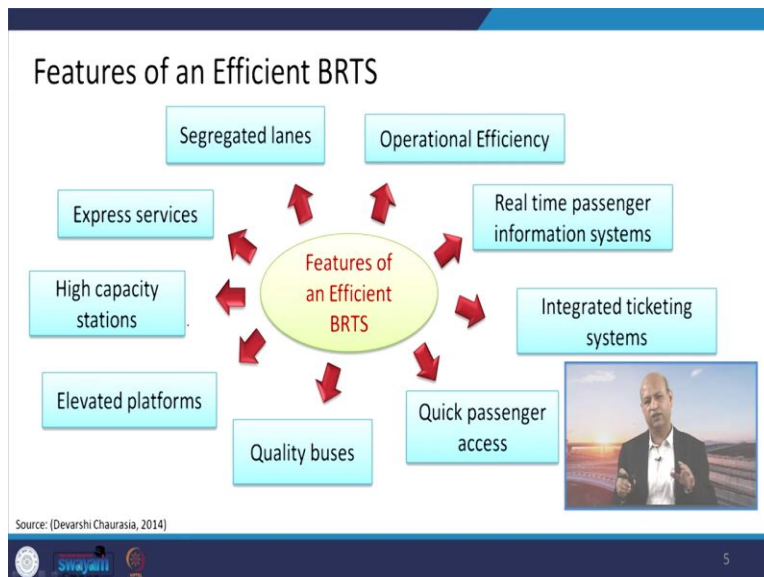 Features of an Efficient BRTS
Segregated lanes
Operational Efficiency
Express services
Real time passenger
information systems
Features of
an Efficient
BRTS
High capacity
stations
Integrated ticketing
systems
Elevated platforms
Quick passenger
access
Quality buses
Source: (Devarshi Chaurasia, 2014)
swayam
5